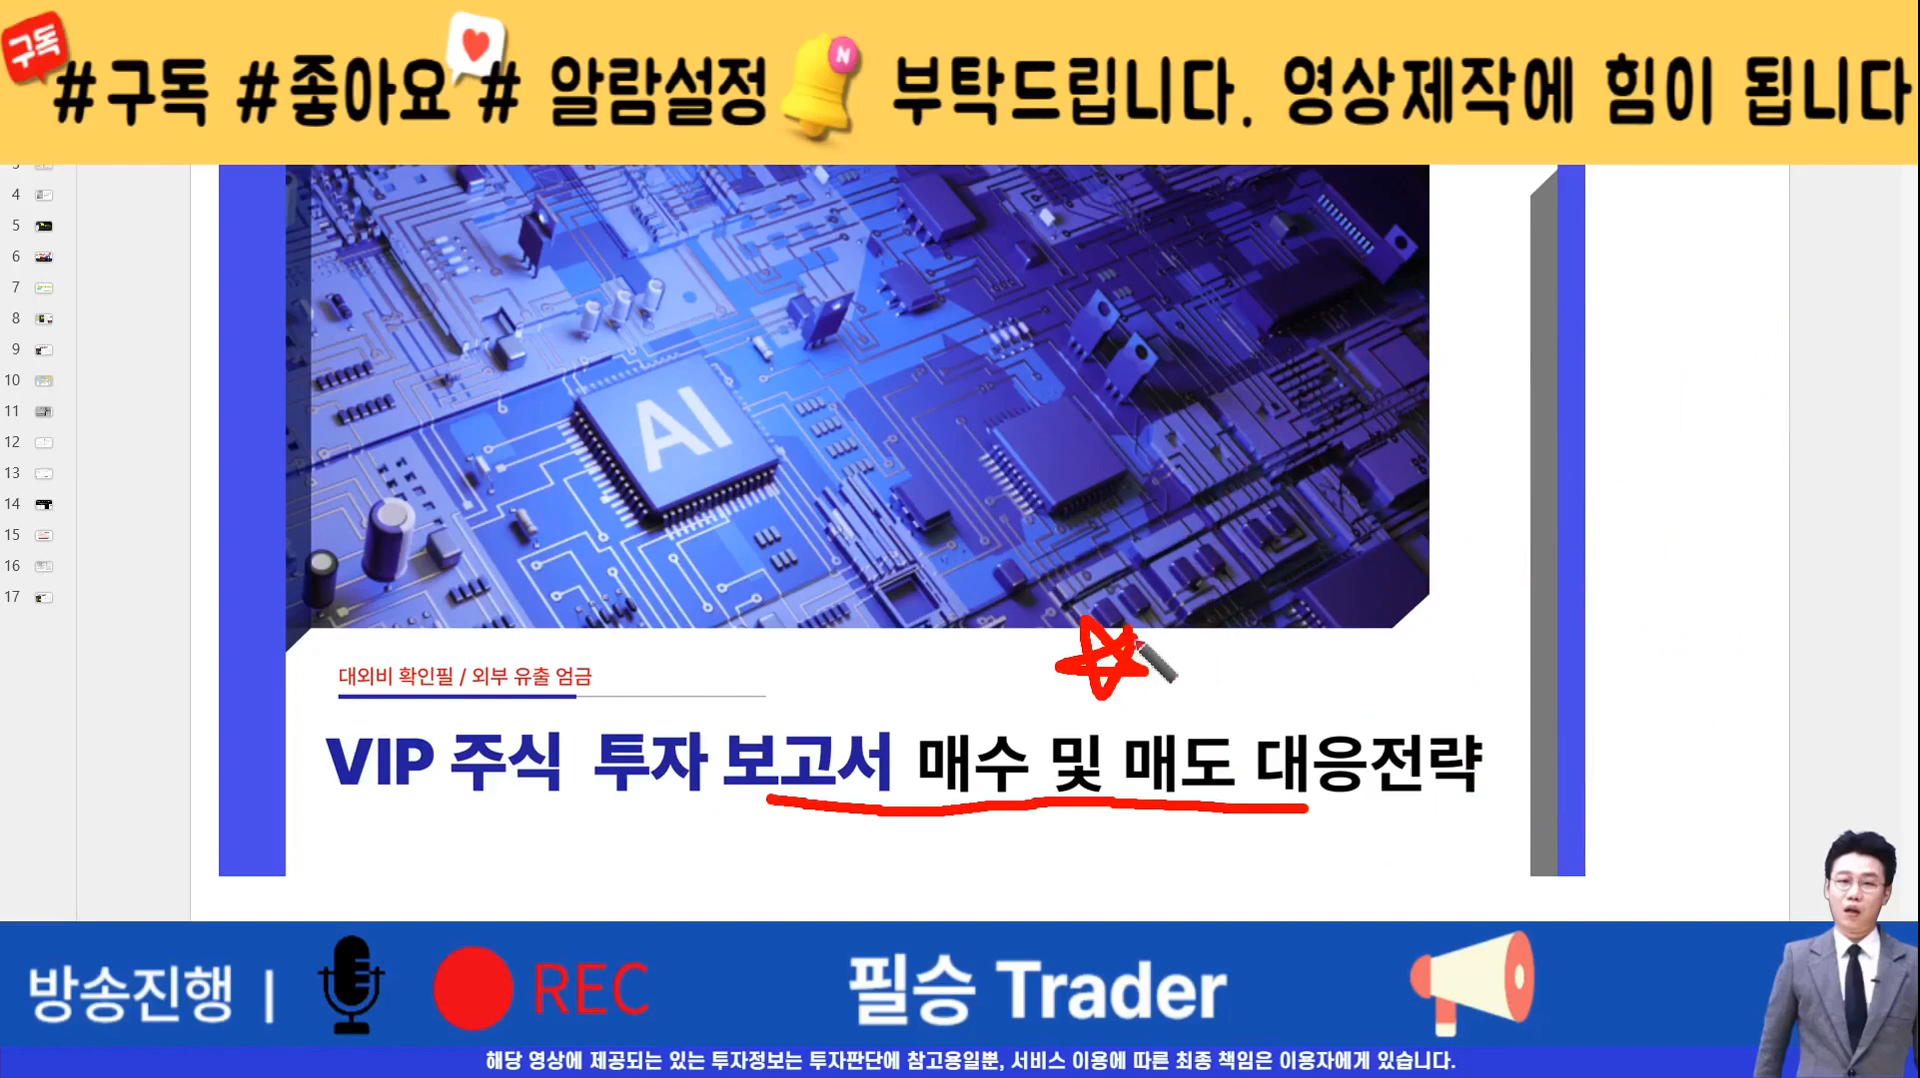 구독
#구독 #좋아요 # 알람설정 N 부탁드립니다. 영상제작에 힘이 됩니다
4
5
6
7
8
9
10
11
12
13
14
15
16
17
AI
대외비 확인필 / 외부 유출 엄금
VIP 주식 투자 보고서 매수 및 매도 대응전략
방송진행 | REC 필승 Trader
해당 영상에 제공되는 있는 투자정보는 투자판단에 참고용일뿐, 서비스 이용에 따른 최종 책임은 이용자에게 있습니다.